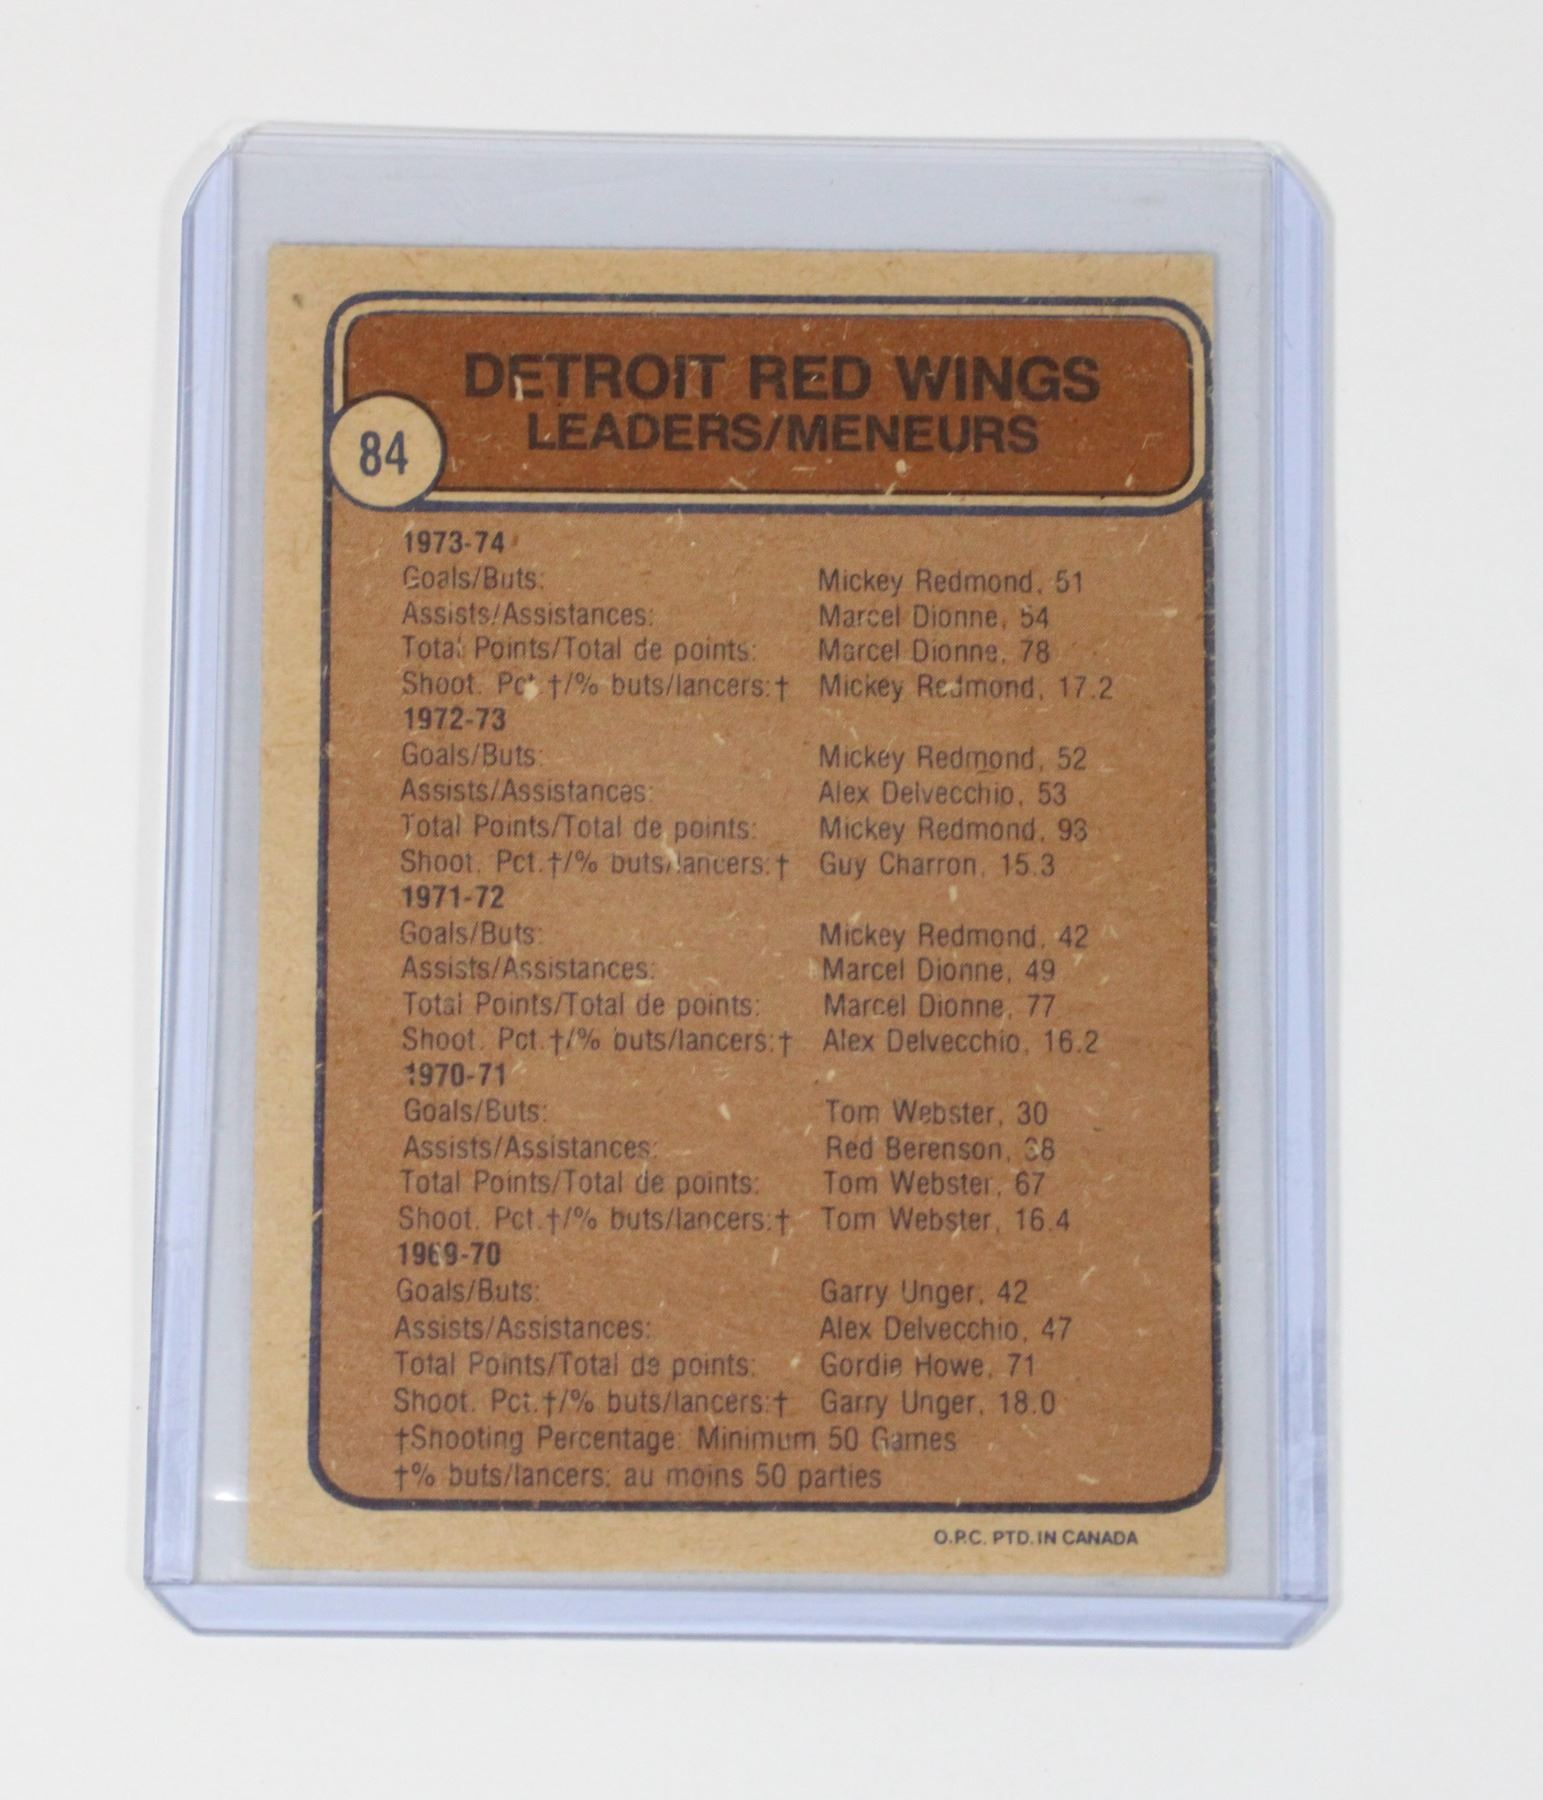 DETROIT RED WINGS
LEADERS/MENEURS
84
1973-74
Goals/Buts: Mickey Redmond, 51
Assists/Assistances: Marcel Dionne, 54
Total Points/Total de points: Marcel Dionne, 78
Shoot. Pct.†/% buts/lancers:† Mickey Redmond, 17.2
1972-73
Goals/Buts: Mickey Redmond, 52
Assists/Assistances: Alex Delvecchio, 53
Total Points/Total de points: Mickey Redmond, 93
Shoot. Pct.†/% buts/lancers:† Guy Charron, 15.3
1971-72
Goals/Buts: Mickey Redmond, 42
Assists/Assistances: Marcel Dionne, 49
Total Points/Total de points: Marcel Dionne, 77
Shoot. Pct.†/% buts/lancers:† Alex Delvecchio, 16.2
1970-71
Goals/Buts: Tom Webster, 30
Assists/Assistances: Red Berenson, 38
Total Points/Total de points: Tom Webster, 67
Shoot. Pct.†/% buts/lancers:† Tom Webster, 16.4
1969-70
Goals/Buts: Garry Unger, 42
Assists/Assistances: Alex Delvecchio, 47
Total Points/Total de points: Gordie Howe, 71
Shoot. Pct.†/% buts/lancers:† Garry Unger, 18.0
†Shooting Percentage: Minimum 50 Games
†% buts/lancers: au moins 50 parties
O.P.C. PTD. IN CANADA